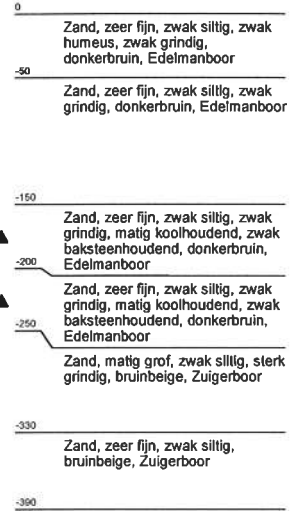 0
Zand, zeer fijn, zwak siltig, zwak
humeus, zwak grindig,
donkerbruin, Edelmanboor
-50
Zand, zeer fijn, zwak siltig, zwak
grindig, donkerbruin, Edelmanboor
-150
Zand, zeer fijn, zwak siltig, zwak
grindig, matig koolhoudend, zwak
baksteenhoudend, donkerbruin,
Edelmanboor
-200
Zand, zeer fijn, zwak siltig, zwak
grindig, matig koolhoudend, zwak
baksteenhoudend, donkerbruin,
Edelmanboor
-250
Zand, matig grof, zwak siltig, sterk
grindig, bruinbeige, Zuigerboor
-330
Zand, zeer fijn, zwak siltig,
bruinbeige, Zuigerboor
-390